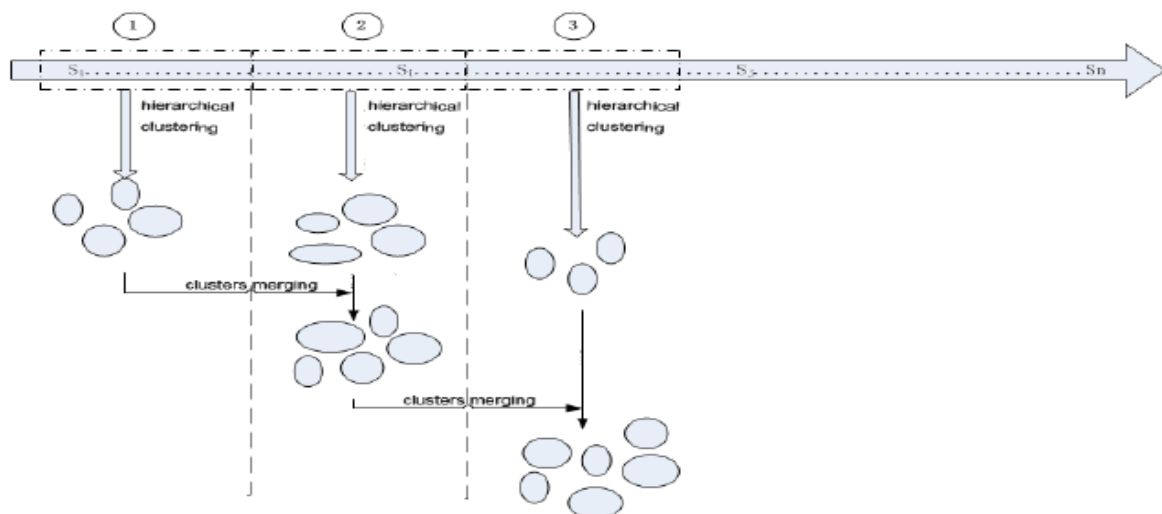 1 2 3
S₁ Sᵢ Sⱼ Sn
hierarchical
clustering
hierarchical
clustering
hierarchical
clustering
clusters merging
clusters merging